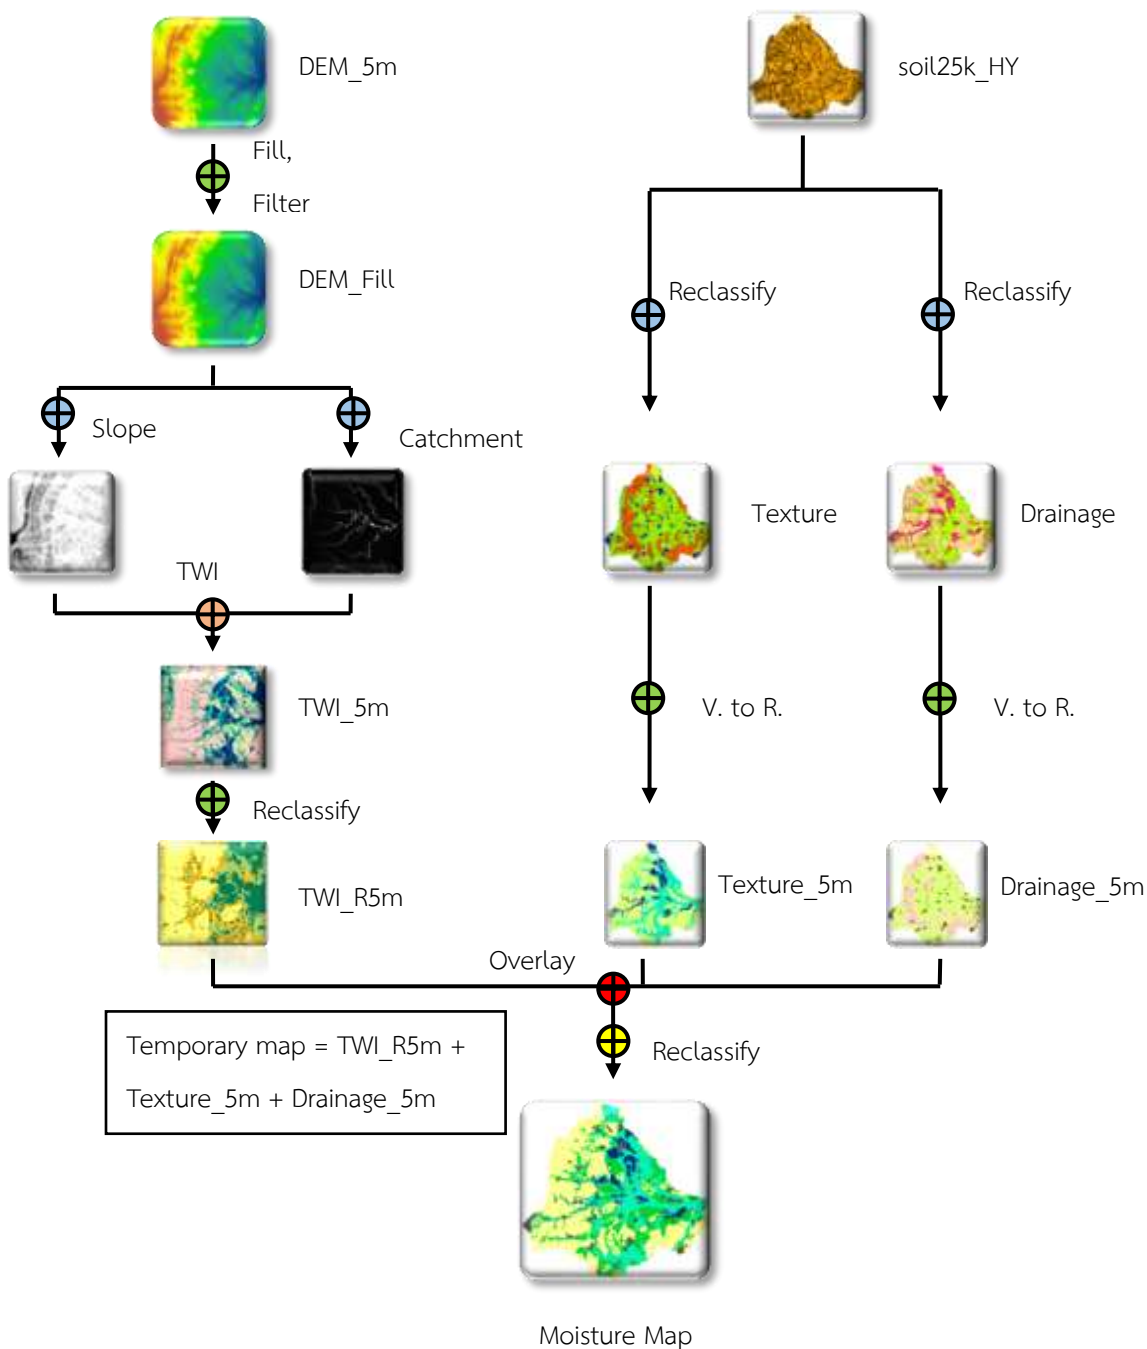 DEM_5m
soil25k_HY
Fill,
Filter
DEM_Fill
Reclassify
Reclassify
Slope
Catchment
Texture
Drainage
TWI
TWI_5m
V. to R.
V. to R.
Reclassify
TWI_R5m
Texture_5m
Drainage_5m
Overlay
Temporary map = TWI_R5m +
Texture_5m + Drainage_5m
Reclassify
Moisture Map